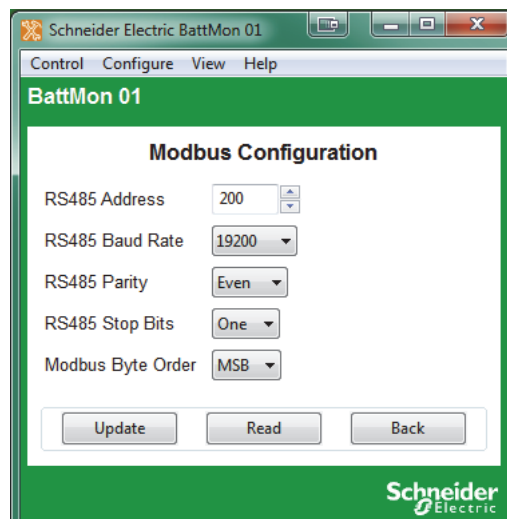 Schneider Electric BattMon 01
Control Configure View Help
BattMon 01
Modbus Configuration
RS485 Address 200
RS485 Baud Rate 19200
RS485 Parity Even
RS485 Stop Bits One
Modbus Byte Order MSB
Update Read Back
Schneider
Electric